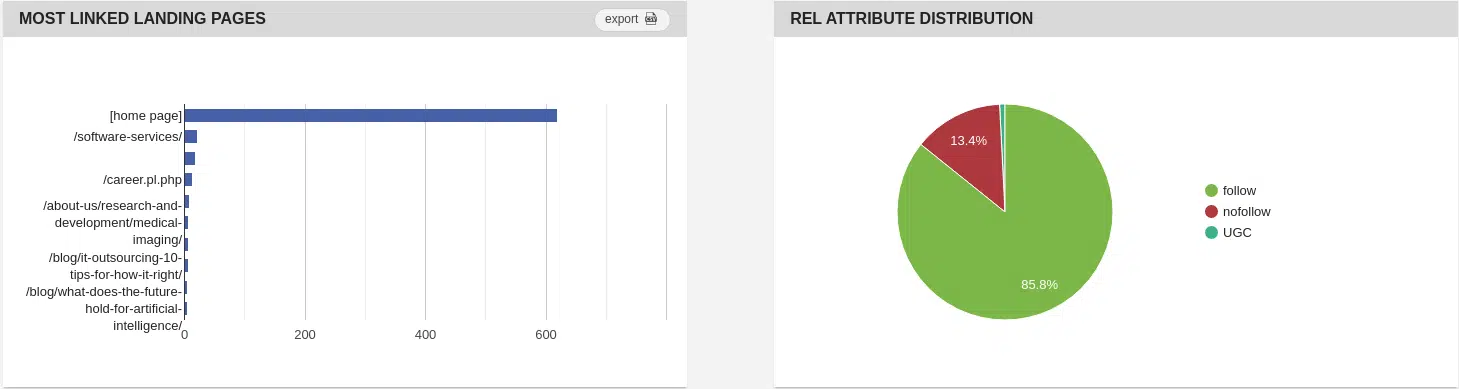 MOST LINKED LANDING PAGES
export
CSV
[home page]
/software-services/
/career.pl.php
/about-us/research-and-
development/medical-
imaging/
/blog/it-outsourcing-10-
tips-for-how-it-right/
/blog/what-does-the-future-
hold-for-artificial-
intelligence/
0
200
400
600
REL ATTRIBUTE DISTRIBUTION
13.4%
85.8%
follow
nofollow
UGC